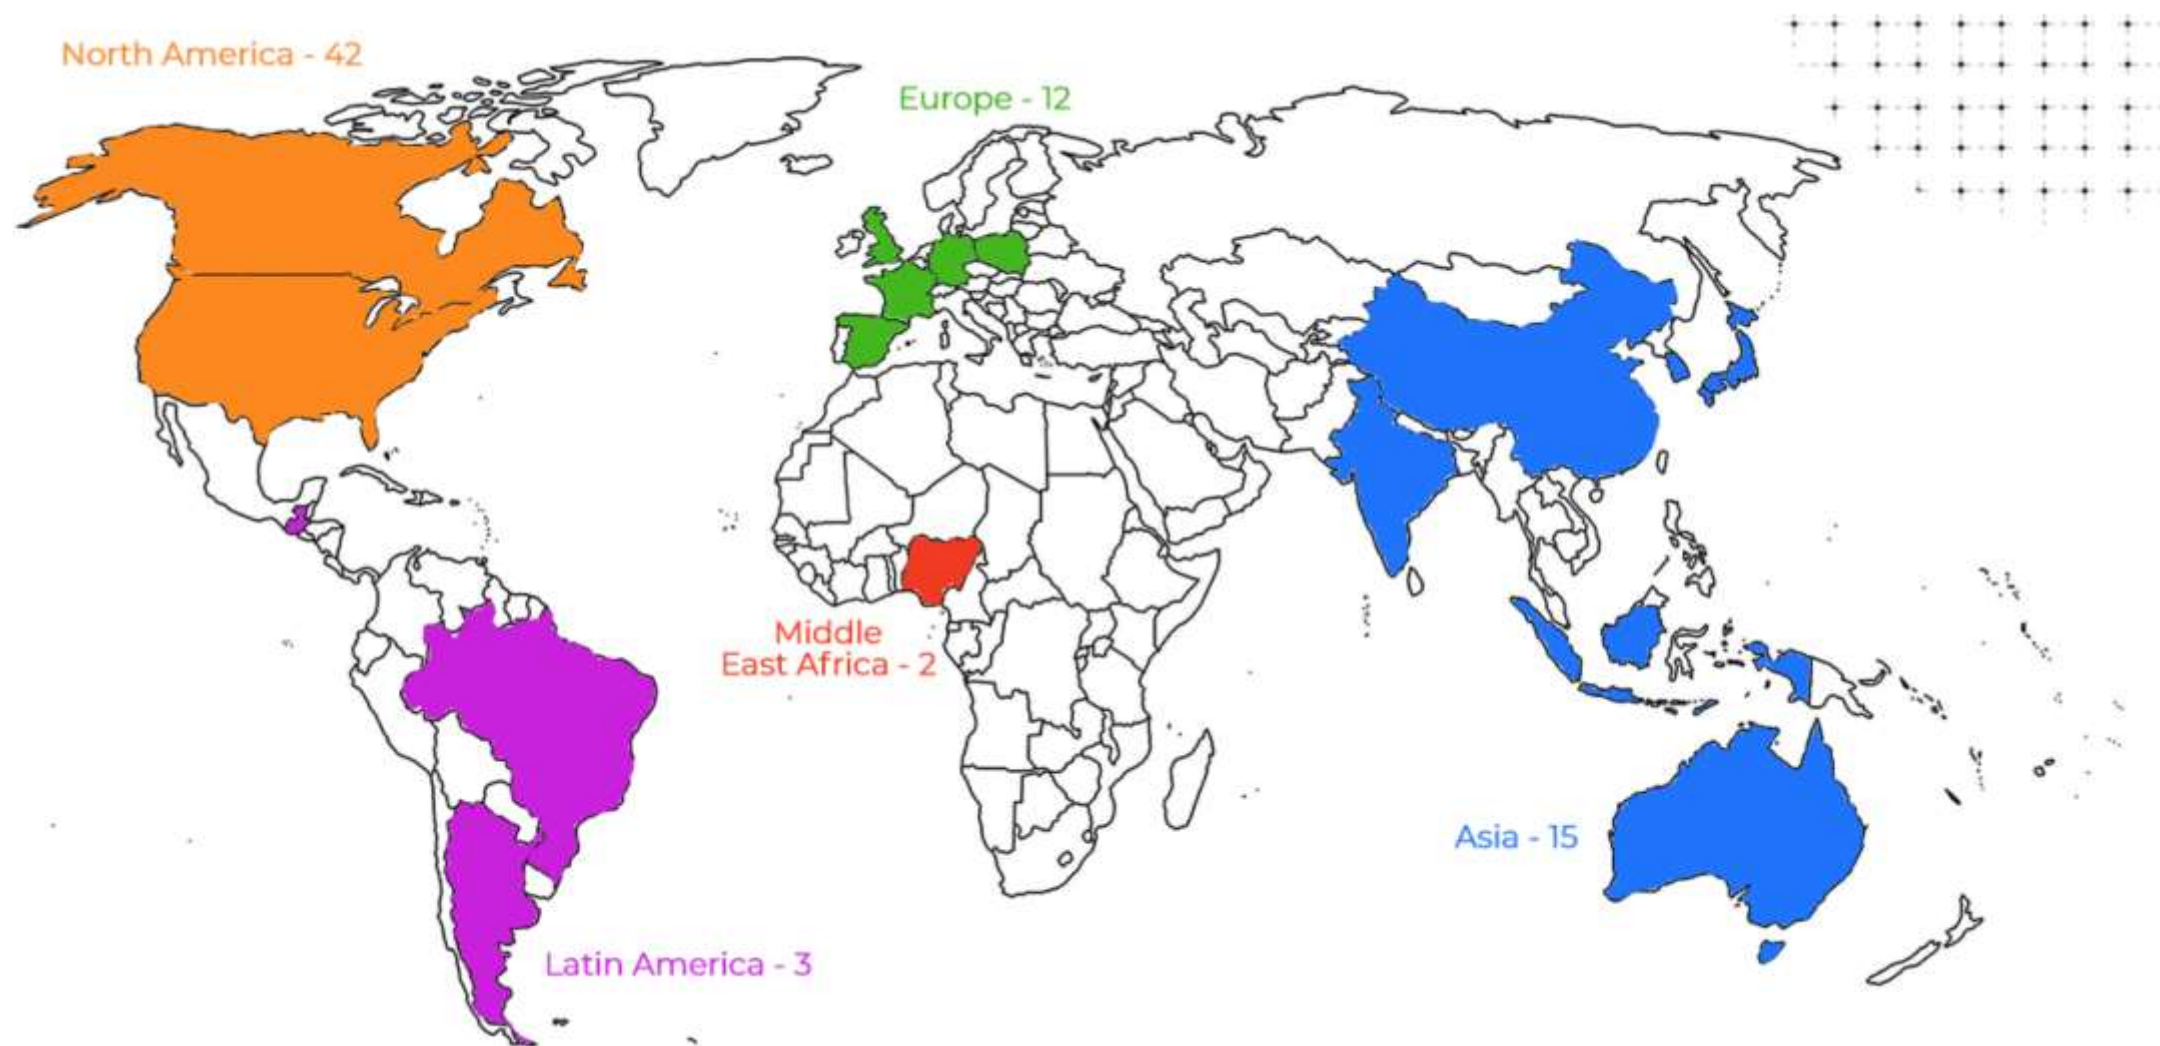 North America - 42
Europe - 12
Middle
East Africa - 2
Asia - 15
Latin America - 3